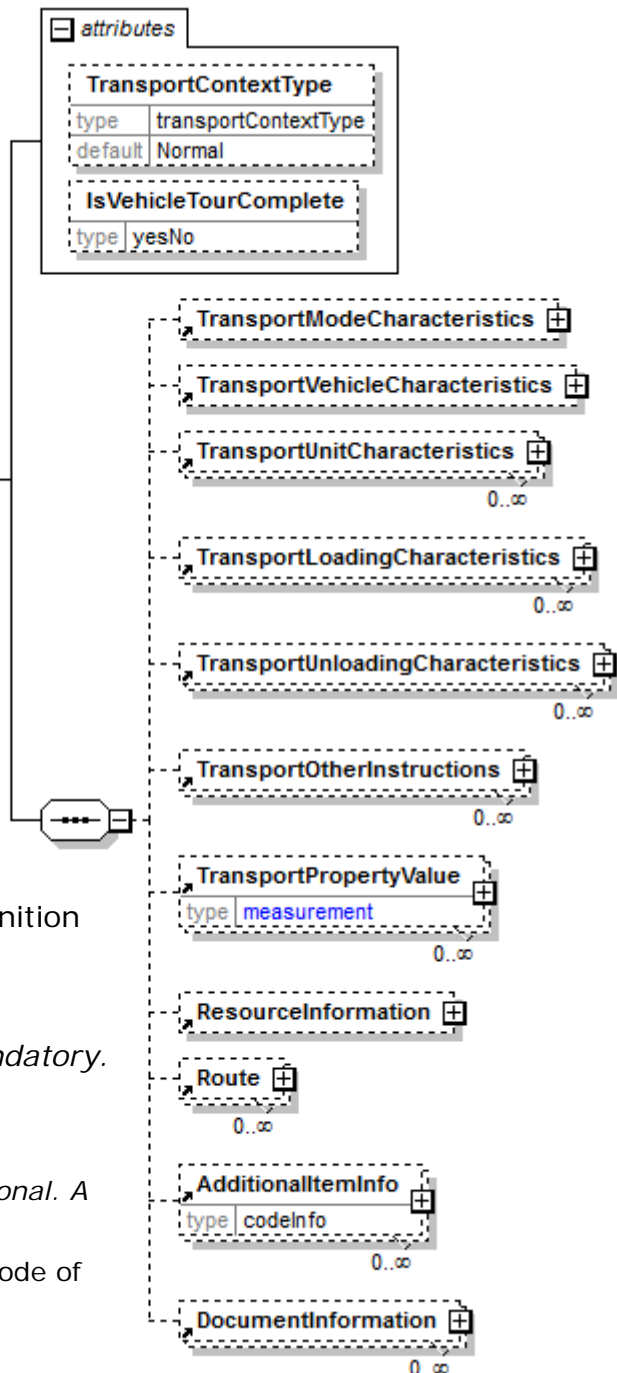 attributes
TransportContextType
type transportContextType
default Normal
IsVehicleTourComplete
type yesNo
TransportModeCharacteristics
TransportVehicleCharacteristics
TransportUnitCharacteristics
0..∞
TransportLoadingCharacteristics
0..∞
TransportUnloadingCharacteristics
0..∞
TransportOtherInstructions
0..∞
TransportPropertyValue
type measurement
0..∞
nition
ResourceInformation
ndatory.
Route
0..∞
onal. A
AdditionalItemInfo
type codeInfo
0..∞
ode of
DocumentInformation
0..∞